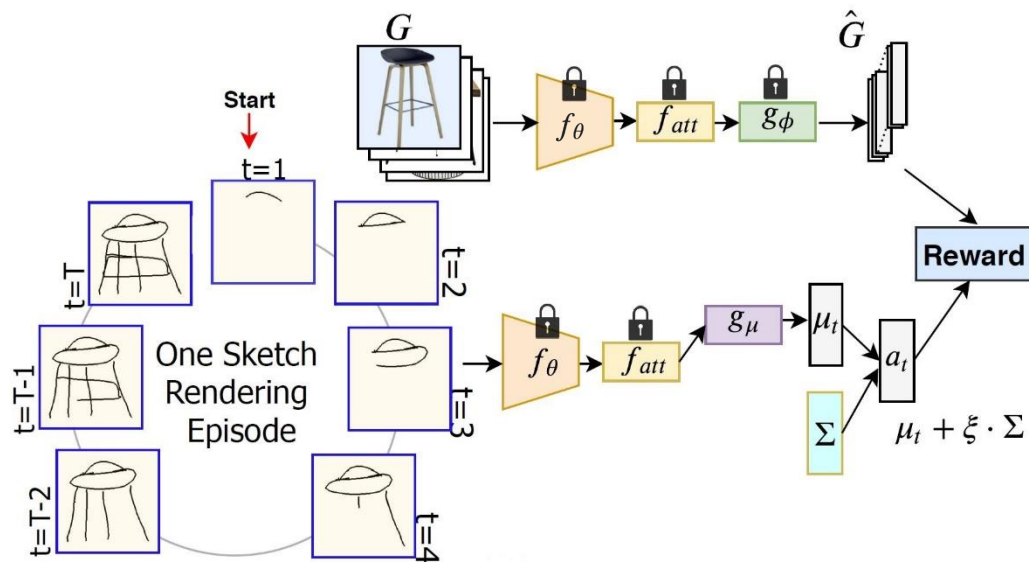 G
Ĝ
f_θ
f_att
g_ϕ
Start
t=1
t=2
t=3
t=4
t=T-2
t=T-1
t=T
One Sketch
Rendering
Episode
f_θ
f_att
g_μ
μ_t
Σ
a_t
μ_t + ξ · Σ
Reward